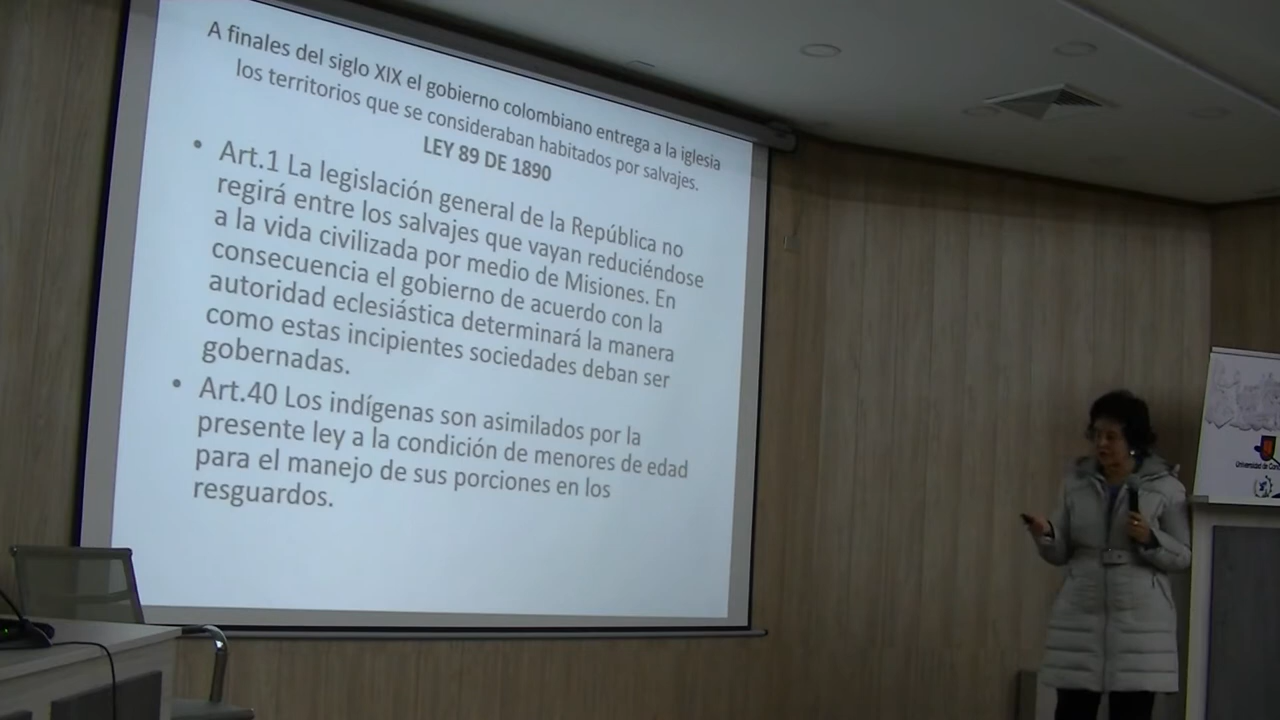 A finales del siglo XIX el gobierno colombiano entrega a la iglesia
los territorios que se consideraban habitados por salvajes.
LEY 89 DE 1890
• Art.1 La legislación general de la República no
regirá entre los salvajes que vayan reduciéndose
a la vida civilizada por medio de Misiones. En
consecuencia el gobierno de acuerdo con la
autoridad eclesiástica determinará la manera
como estas incipientes sociedades deban ser
gobernadas.
• Art.40 Los indígenas son asimilados por la
presente ley a la condición de menores de edad
para el manejo de sus porciones en los
resguardos.
Universidad de